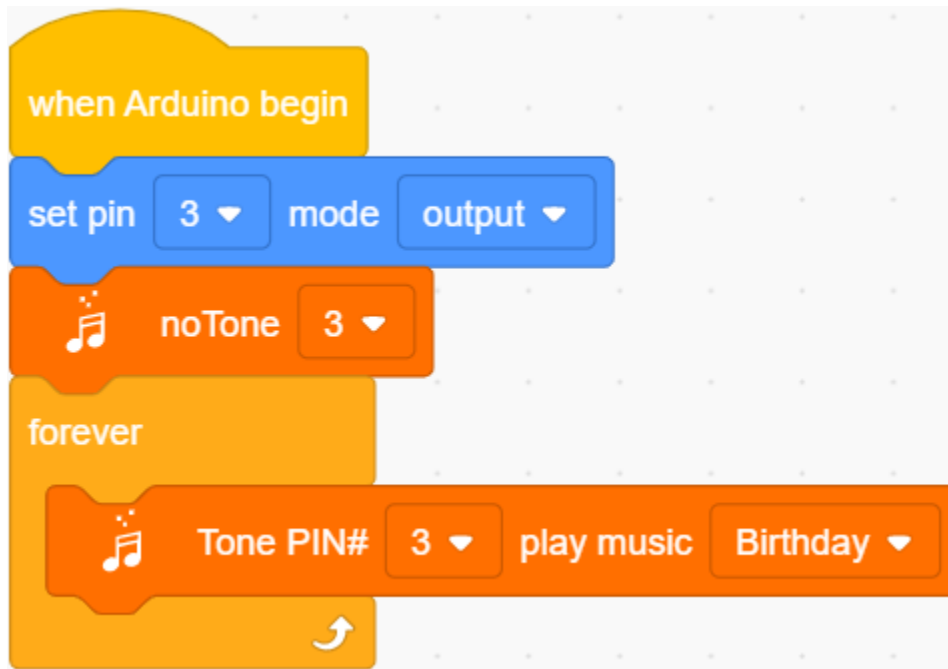 when Arduino begin
set pin 3 mode output
noTone 3
forever
Tone PIN# 3 play music Birthday